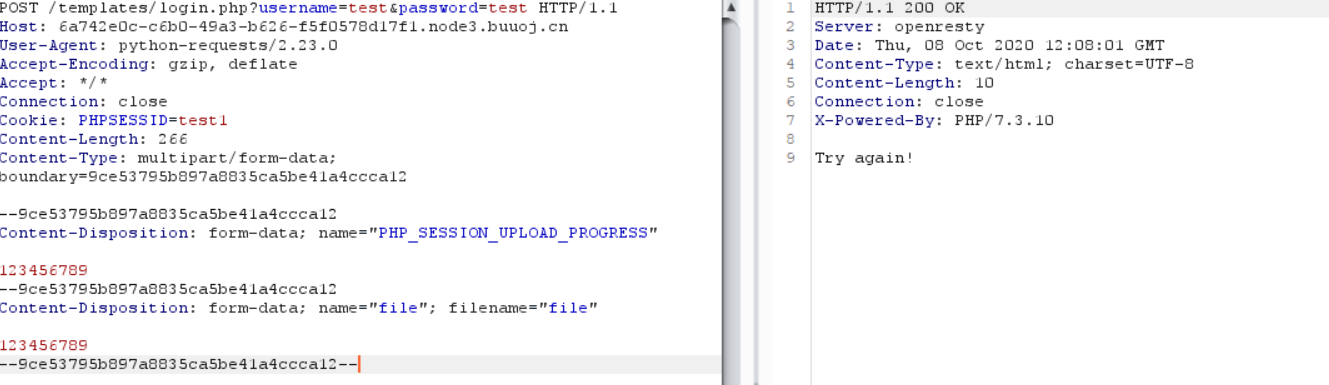 POST /templates/login.php?username=test&password=test HTTP/1.1
Host: 6a742e0c-c6b0-49a3-b626-f5f0578d17f1.node3.buuoj.cn
User-Agent: python-requests/2.23.0
Accept-Encoding: gzip, deflate
Accept: */*
Connection: close
Cookie: PHPSESSID=test1
Content-Length: 266
Content-Type: multipart/form-data;
boundary=9ce53795b897a8835ca5be41a4ccca12
--9ce53795b897a8835ca5be41a4ccca12
Content-Disposition: form-data; name="PHP_SESSION_UPLOAD_PROGRESS"
123456789
--9ce53795b897a8835ca5be41a4ccca12
Content-Disposition: form-data; name="file"; filename="file"
123456789
--9ce53795b897a8835ca5be41a4ccca12--
1 HTTP/1.1 200 OK
2 Server: openresty
3 Date: Thu, 08 Oct 2020 12:08:01 GMT
4 Content-Type: text/html; charset=UTF-8
5 Content-Length: 10
6 Connection: close
7 X-Powered-By: PHP/7.3.10
8
9 Try again!